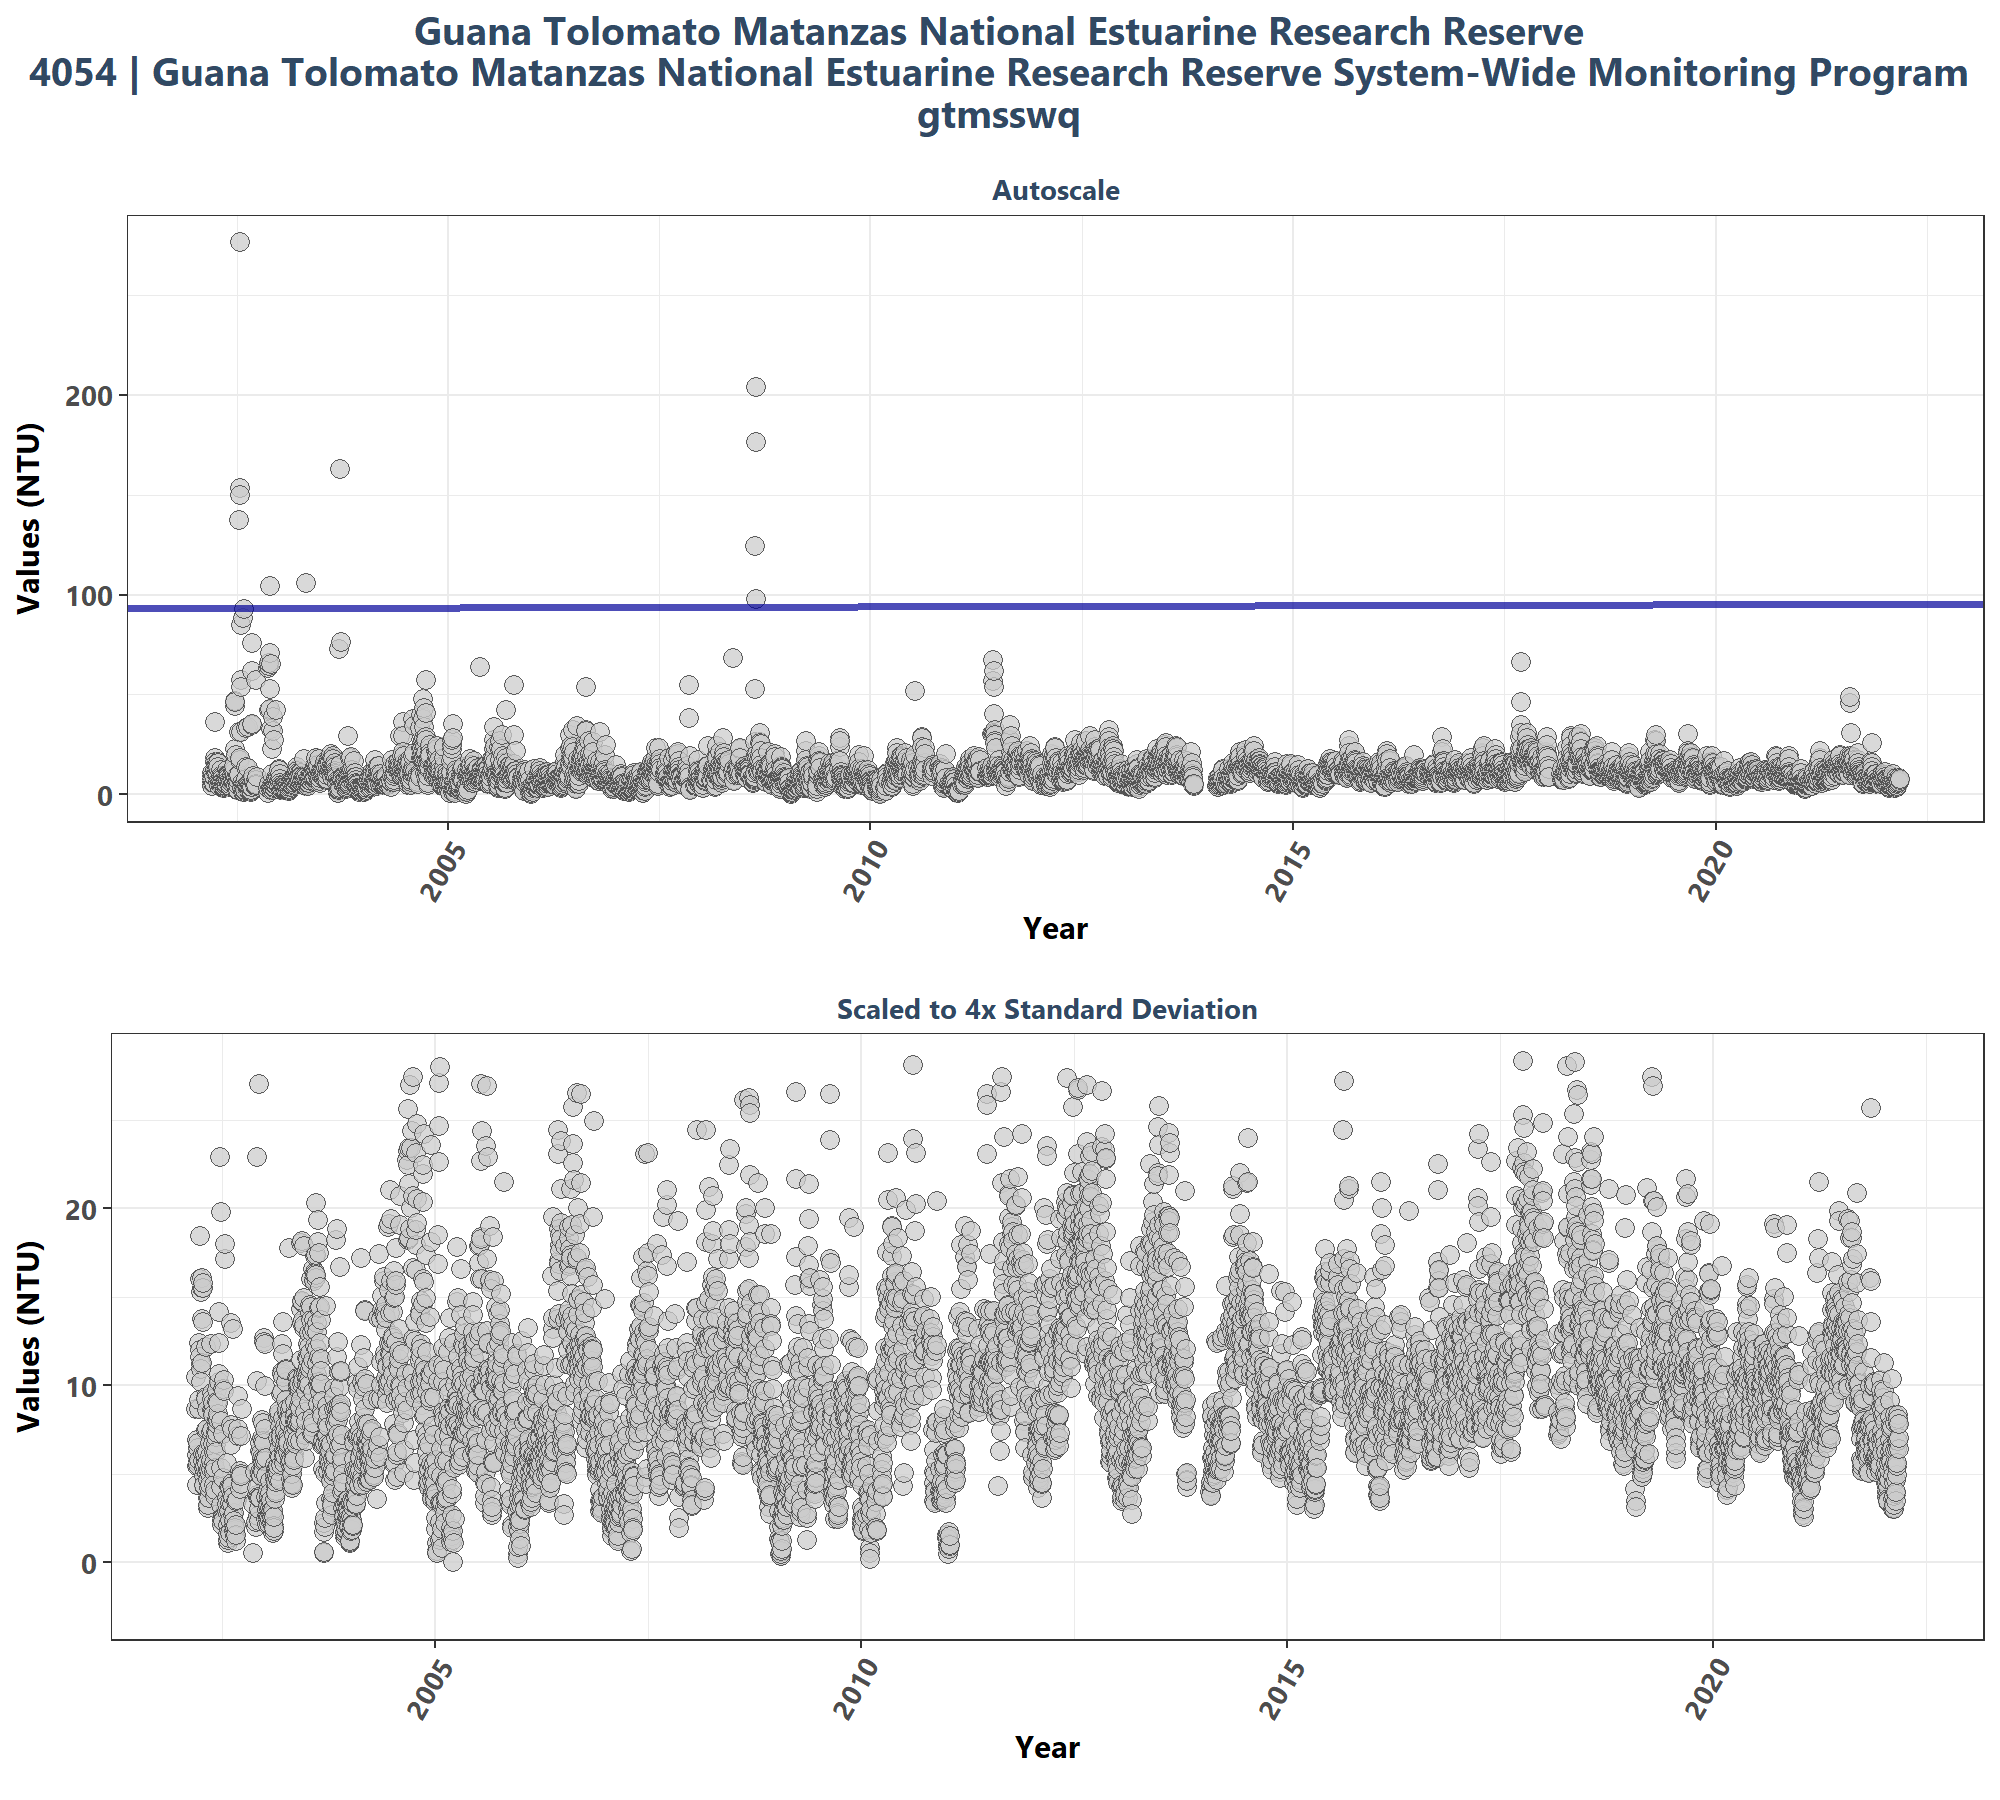 Guana Tolomato Matanzas National Estuarine Research Reserve
4054 | Guana Tolomato Matanzas National Estuarine Research Reserve System-Wide Monitoring Program
gtmsswq
Autoscale
Values (NTU)
200
100
0
2005
2010
2015
2020
Year
Scaled to 4x Standard Deviation
Values (NTU)
20
10
0
2005
2010
2015
2020
Year